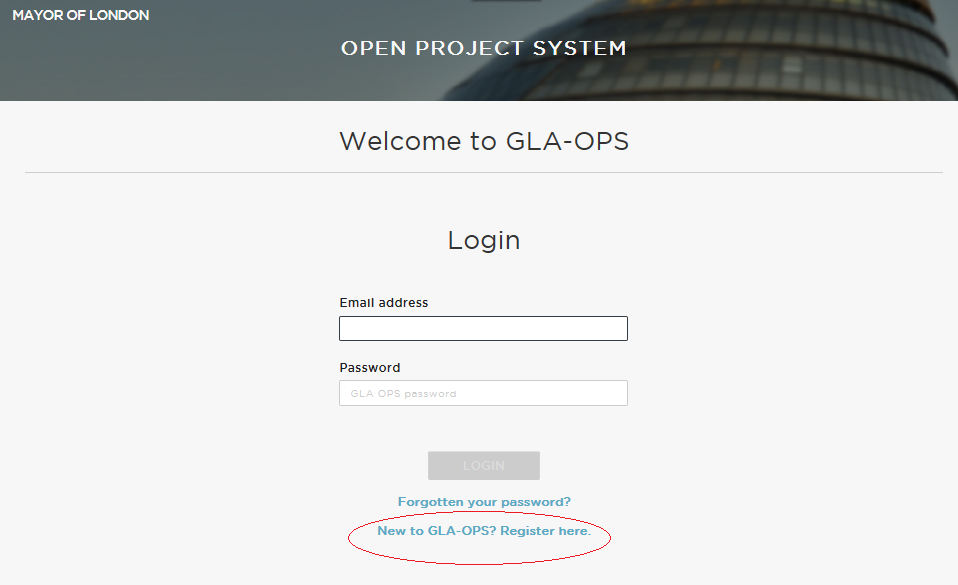 MAYOR OF LONDON
OPEN PROJECT SYSTEM
Welcome to GLA-OPS
Login
Email address
Password
GLA OPS password
LOGIN
Forgotten your password?
New to GLA-OPS? Register here.